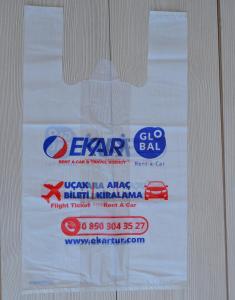 EKAR
RENT A CAR & TRAVEL AGENCY
GLO
BAL
Rent-a-Car
UÇAK
BİLETİ
Flight Ticket
ARAÇ
KİRALAMA
Rent A Car
0 850 304 35 27
www.ekartur.com